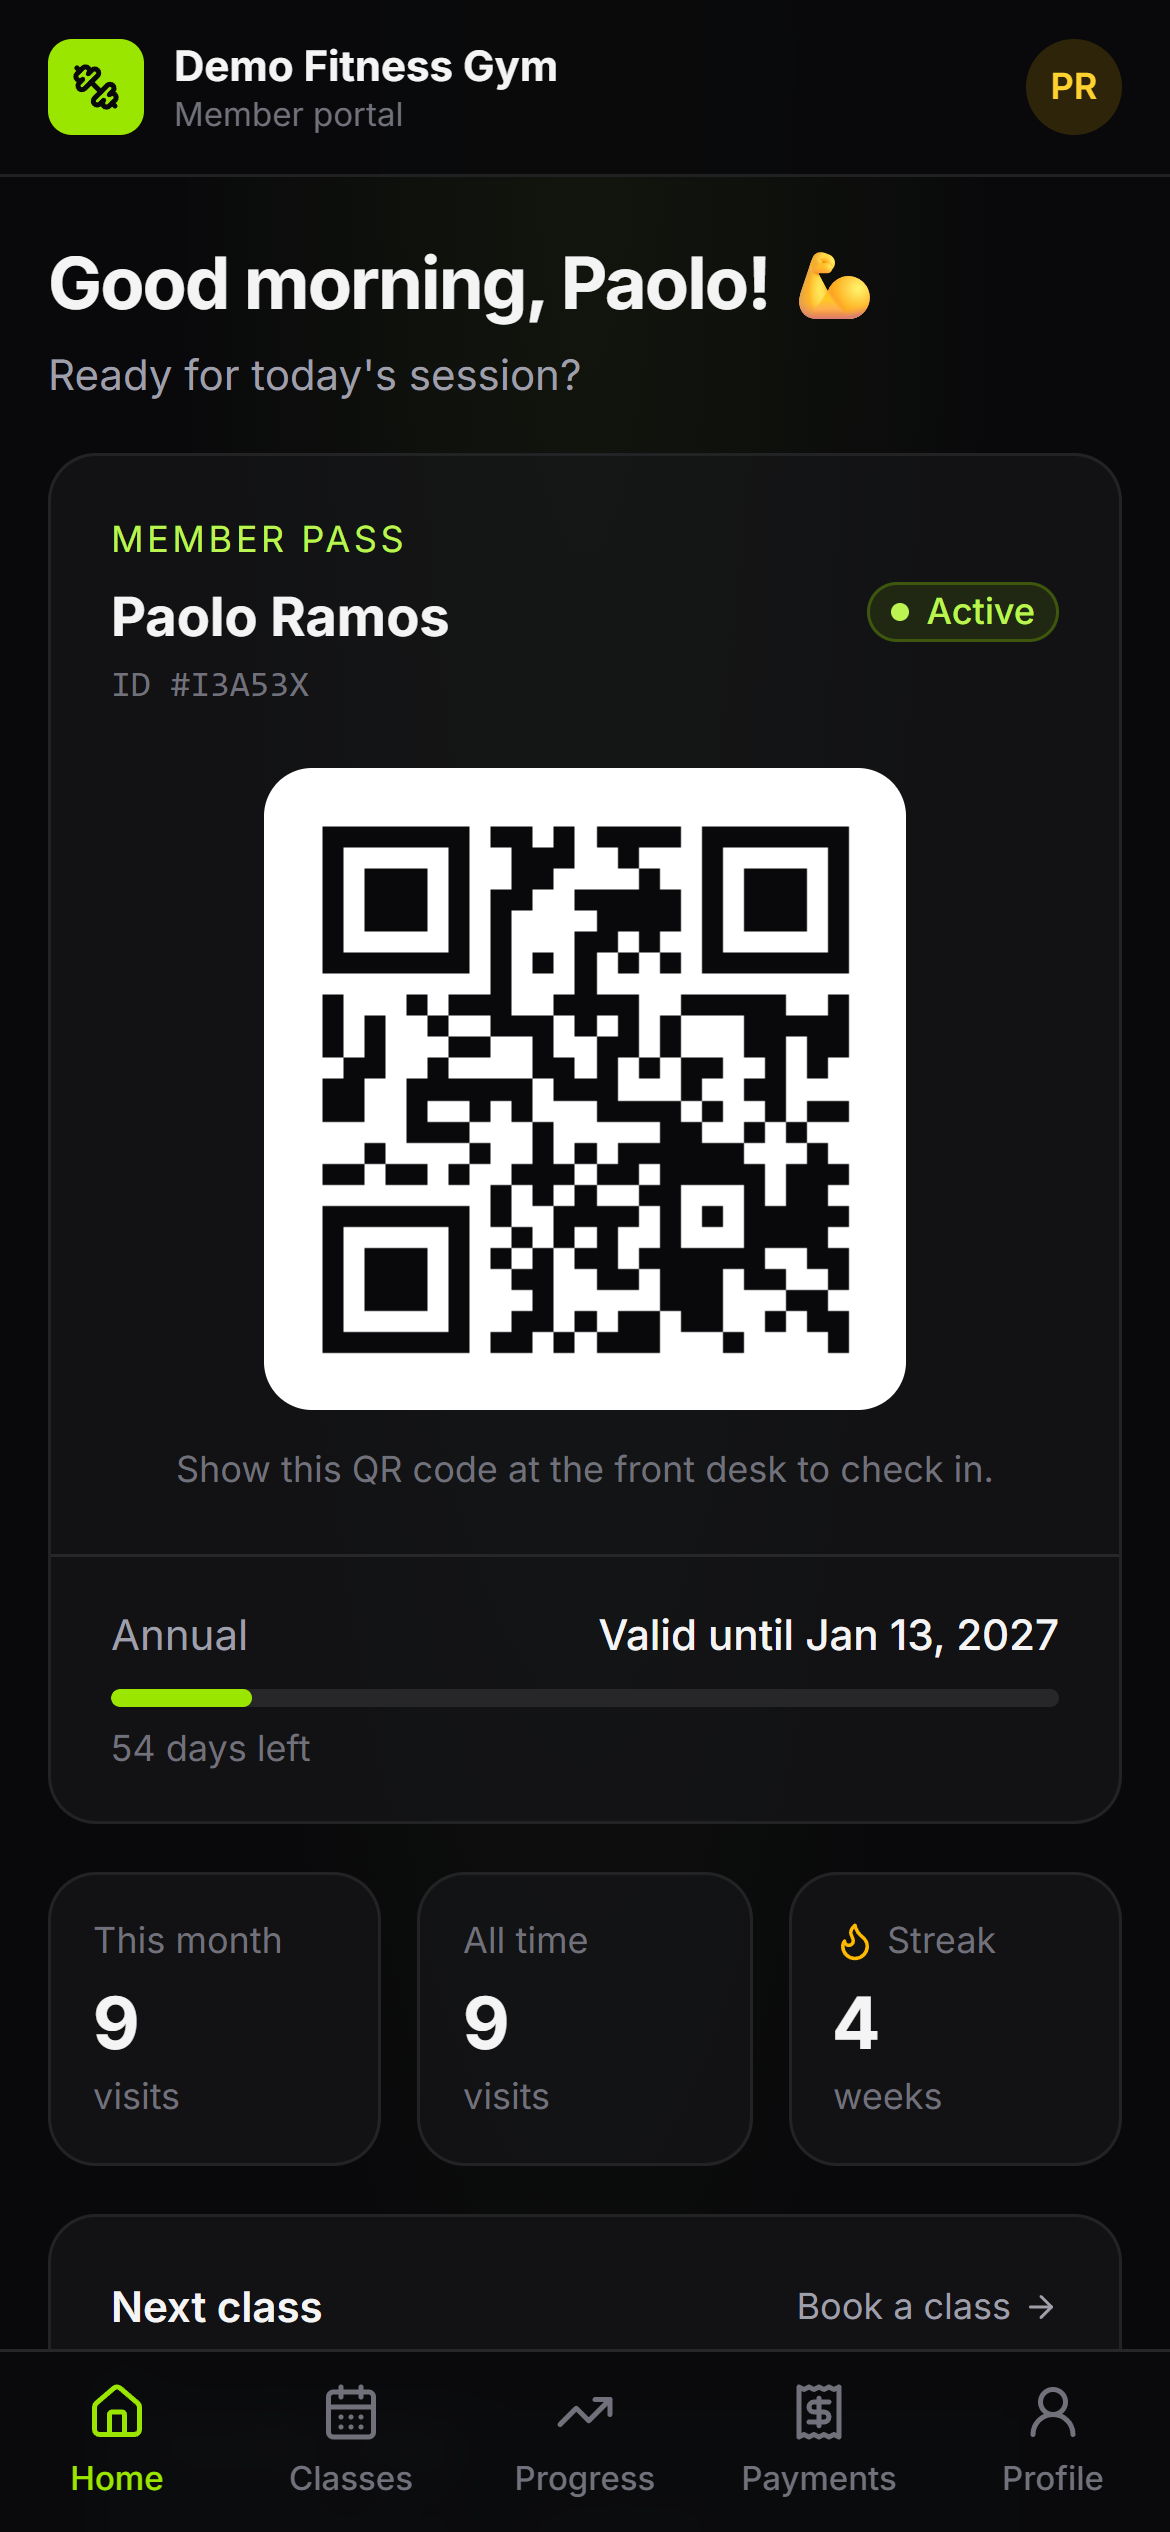 Demo Fitness Gym
Member portal
PR
Good morning, Paolo! 💪
Ready for today's session?
MEMBER PASS
Paolo Ramos
Active
ID #I3A53X
Show this QR code at the front desk to check in.
Annual
Valid until Jan 13, 2027
54 days left
This month
9
visits
All time
9
visits
Streak
4
weeks
Next class
Book a class →
Home
Classes
Progress
Payments
Profile